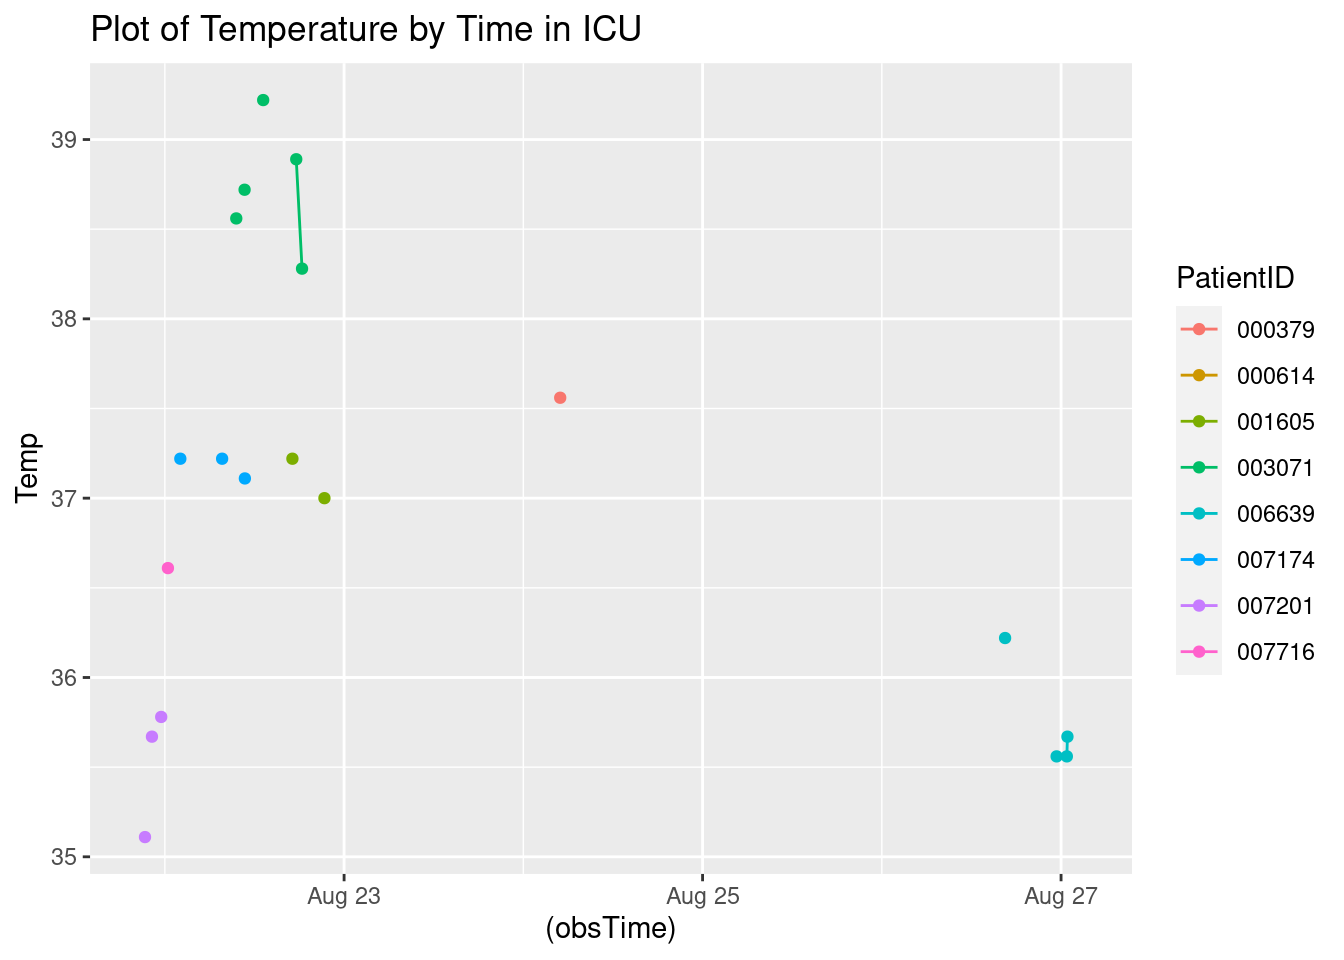 Plot of Temperature by Time in ICU
39
38
37
36
35
Temp
Aug 23
Aug 25
Aug 27
(obsTime)
PatientID
000379
000614
001605
003071
006639
007174
007201
007716